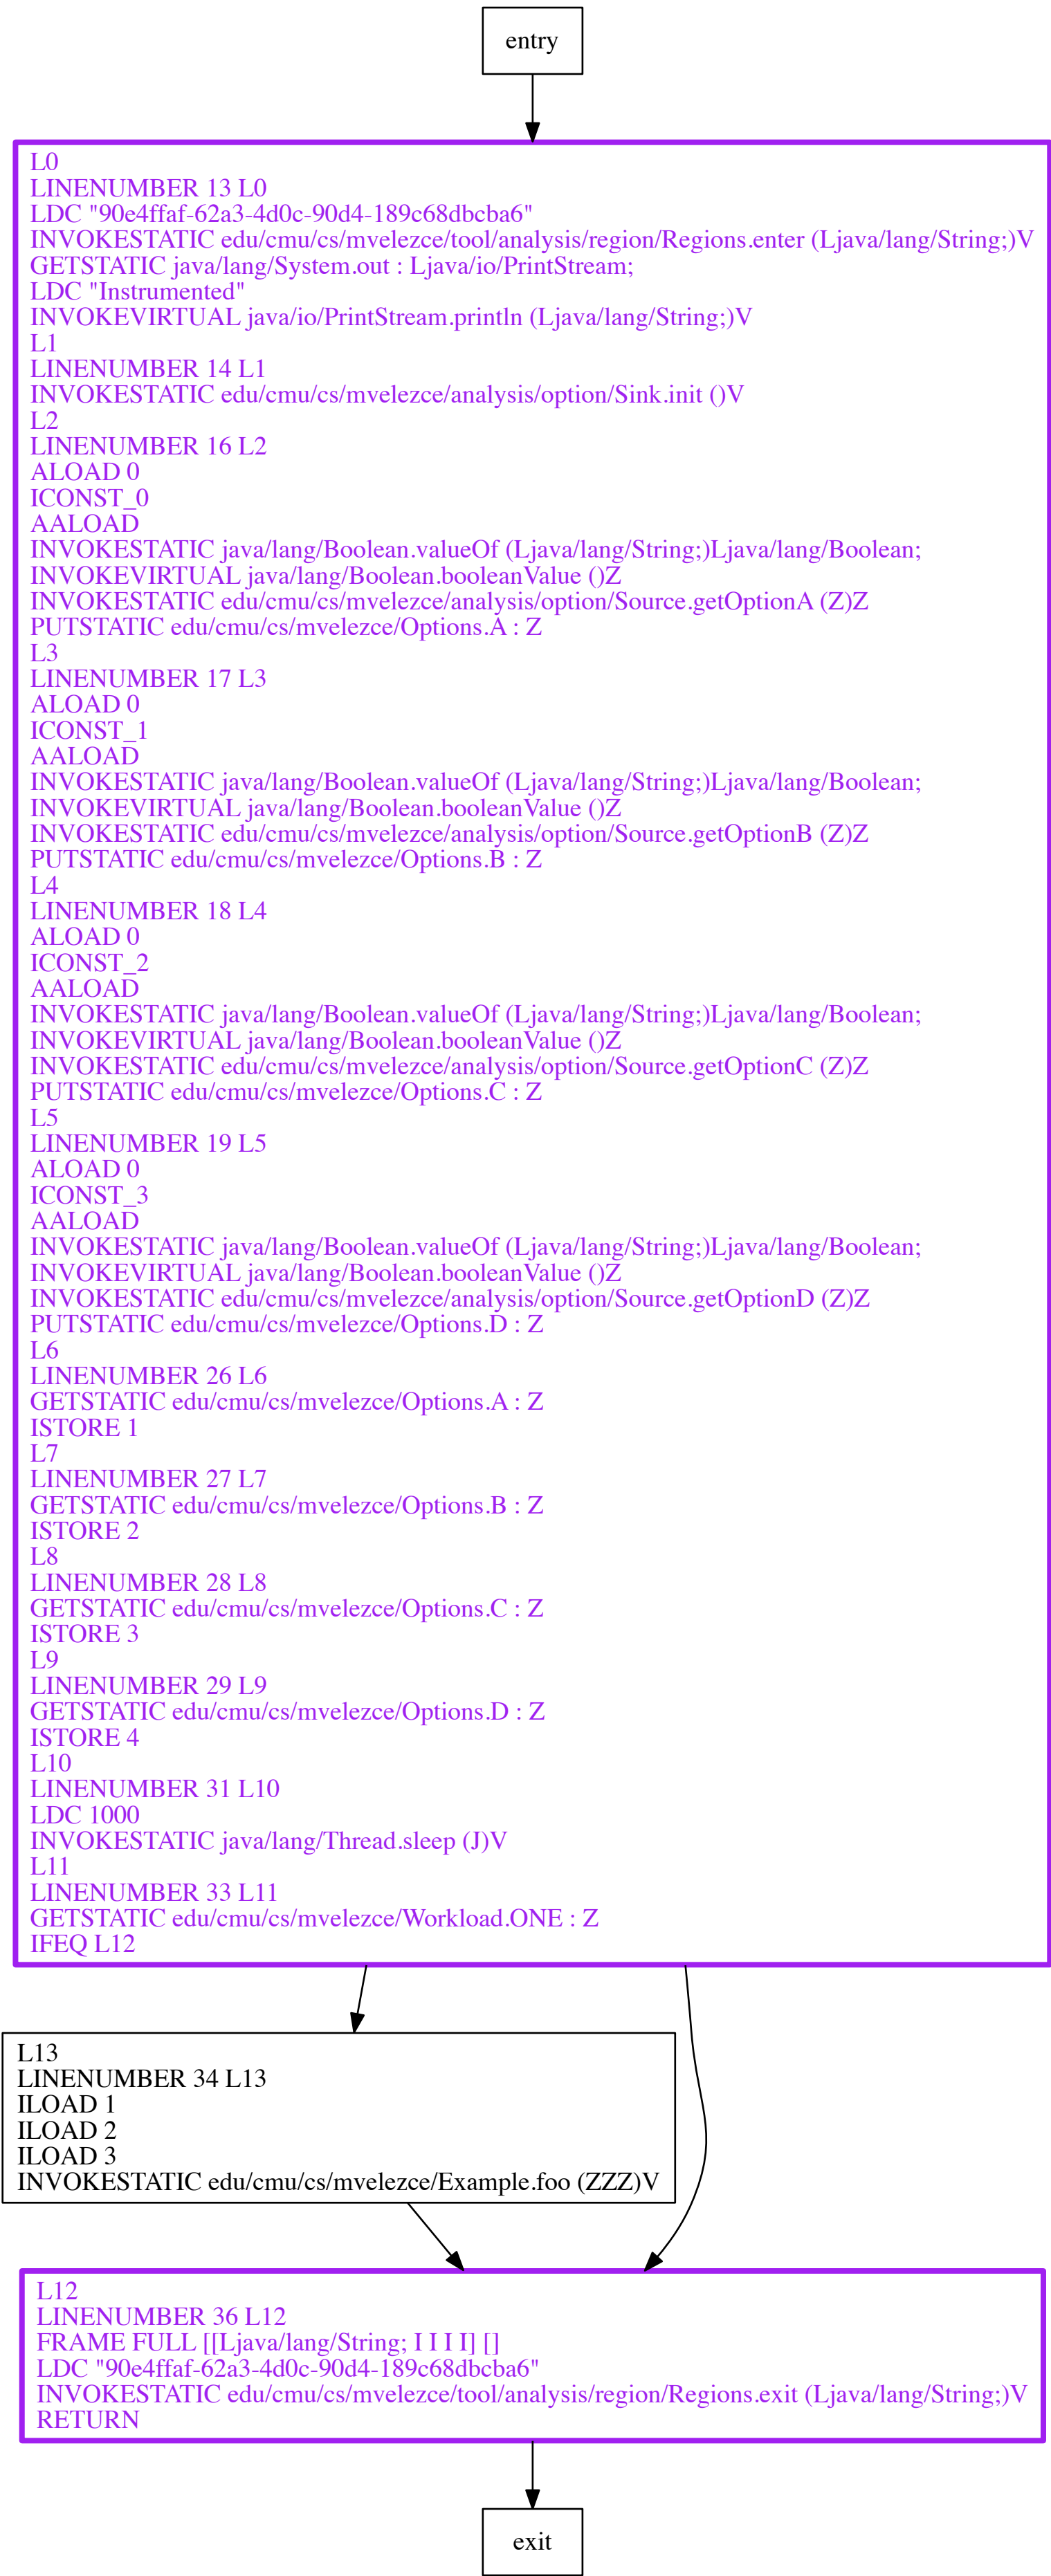 entry
L0
LINENUMBER 13 L0
LDC "90e4ffaf-62a3-4d0c-90d4-189c68dbcba6"
INVOKESTATIC edu/cmu/cs/mvelezce/tool/analysis/region/Regions.enter (Ljava/lang/String;)V
GETSTATIC java/lang/System.out : Ljava/io/PrintStream;
LDC "Instrumented"
INVOKEVIRTUAL java/io/PrintStream.println (Ljava/lang/String;)V
L1
LINENUMBER 14 L1
INVOKESTATIC edu/cmu/cs/mvelezce/analysis/option/Sink.init ()V
L2
LINENUMBER 16 L2
ALOAD 0
ICONST_0
AALOAD
INVOKESTATIC java/lang/Boolean.valueOf (Ljava/lang/String;)Ljava/lang/Boolean;
INVOKEVIRTUAL java/lang/Boolean.booleanValue ()Z
INVOKESTATIC edu/cmu/cs/mvelezce/analysis/option/Source.getOptionA (Z)Z
PUTSTATIC edu/cmu/cs/mvelezce/Options.A : Z
L3
LINENUMBER 17 L3
ALOAD 0
ICONST_1
AALOAD
INVOKESTATIC java/lang/Boolean.valueOf (Ljava/lang/String;)Ljava/lang/Boolean;
INVOKEVIRTUAL java/lang/Boolean.booleanValue ()Z
INVOKESTATIC edu/cmu/cs/mvelezce/analysis/option/Source.getOptionB (Z)Z
PUTSTATIC edu/cmu/cs/mvelezce/Options.B : Z
L4
LINENUMBER 18 L4
ALOAD 0
ICONST_2
AALOAD
INVOKESTATIC java/lang/Boolean.valueOf (Ljava/lang/String;)Ljava/lang/Boolean;
INVOKEVIRTUAL java/lang/Boolean.booleanValue ()Z
INVOKESTATIC edu/cmu/cs/mvelezce/analysis/option/Source.getOptionC (Z)Z
PUTSTATIC edu/cmu/cs/mvelezce/Options.C : Z
L5
LINENUMBER 19 L5
ALOAD 0
ICONST_3
AALOAD
INVOKESTATIC java/lang/Boolean.valueOf (Ljava/lang/String;)Ljava/lang/Boolean;
INVOKEVIRTUAL java/lang/Boolean.booleanValue ()Z
INVOKESTATIC edu/cmu/cs/mvelezce/analysis/option/Source.getOptionD (Z)Z
PUTSTATIC edu/cmu/cs/mvelezce/Options.D : Z
L6
LINENUMBER 26 L6
GETSTATIC edu/cmu/cs/mvelezce/Options.A : Z
ISTORE 1
L7
LINENUMBER 27 L7
GETSTATIC edu/cmu/cs/mvelezce/Options.B : Z
ISTORE 2
L8
LINENUMBER 28 L8
GETSTATIC edu/cmu/cs/mvelezce/Options.C : Z
ISTORE 3
L9
LINENUMBER 29 L9
GETSTATIC edu/cmu/cs/mvelezce/Options.D : Z
ISTORE 4
L10
LINENUMBER 31 L10
LDC 1000
INVOKESTATIC java/lang/Thread.sleep (J)V
L11
LINENUMBER 33 L11
GETSTATIC edu/cmu/cs/mvelezce/Workload.ONE : Z
IFEQ L12
L13
LINENUMBER 34 L13
ILOAD 1
ILOAD 2
ILOAD 3
INVOKESTATIC edu/cmu/cs/mvelezce/Example.foo (ZZZ)V
L12
LINENUMBER 36 L12
FRAME FULL [[Ljava/lang/String; I I I I] []
LDC "90e4ffaf-62a3-4d0c-90d4-189c68dbcba6"
INVOKESTATIC edu/cmu/cs/mvelezce/tool/analysis/region/Regions.exit (Ljava/lang/String;)V
RETURN
exit